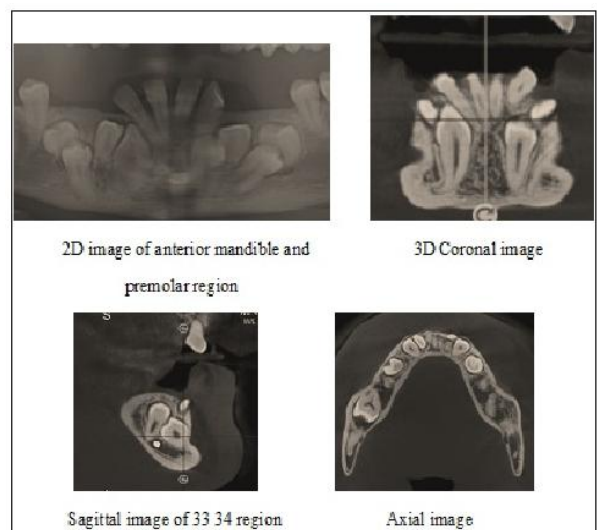 2D image of anterior mandible and
premolar region
3D Coronal image
Sagittal image of 33 34 region
Axial image